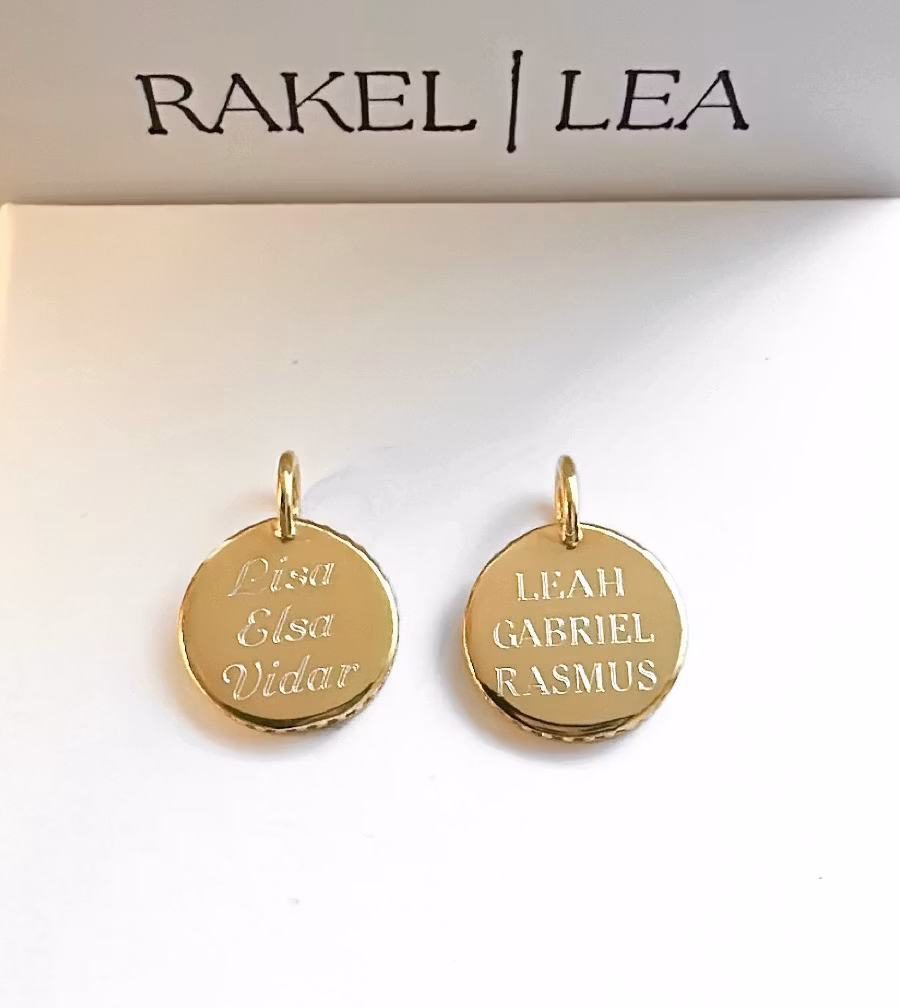 RAKEL | LEA
Lisa
Elsa
Vidar
LEAH
GABRIEL
RASMUS